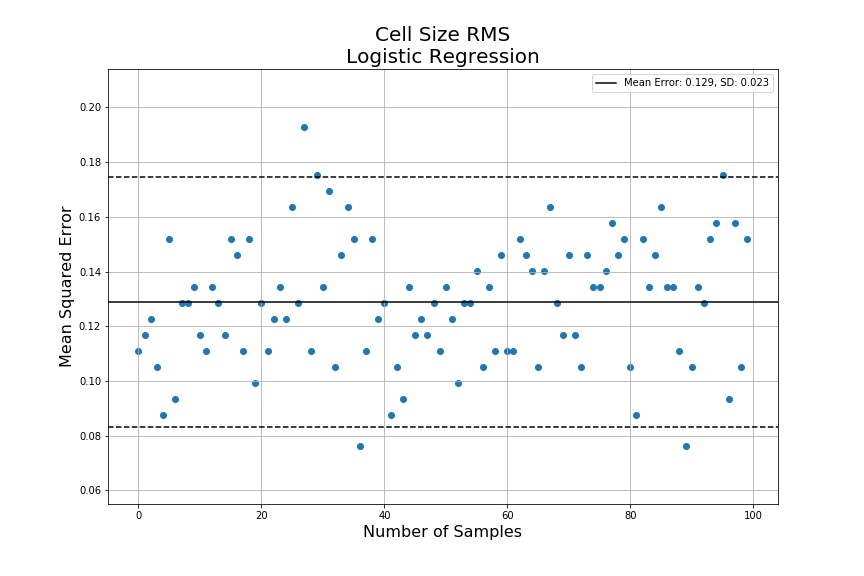 Cell Size RMS
Logistic Regression
Mean Error: 0.129, SD: 0.023
Mean Squared Error
0.20
0.18
0.16
0.14
0.12
0.10
0.08
0.06
0 20 40 60 80 100
Number of Samples